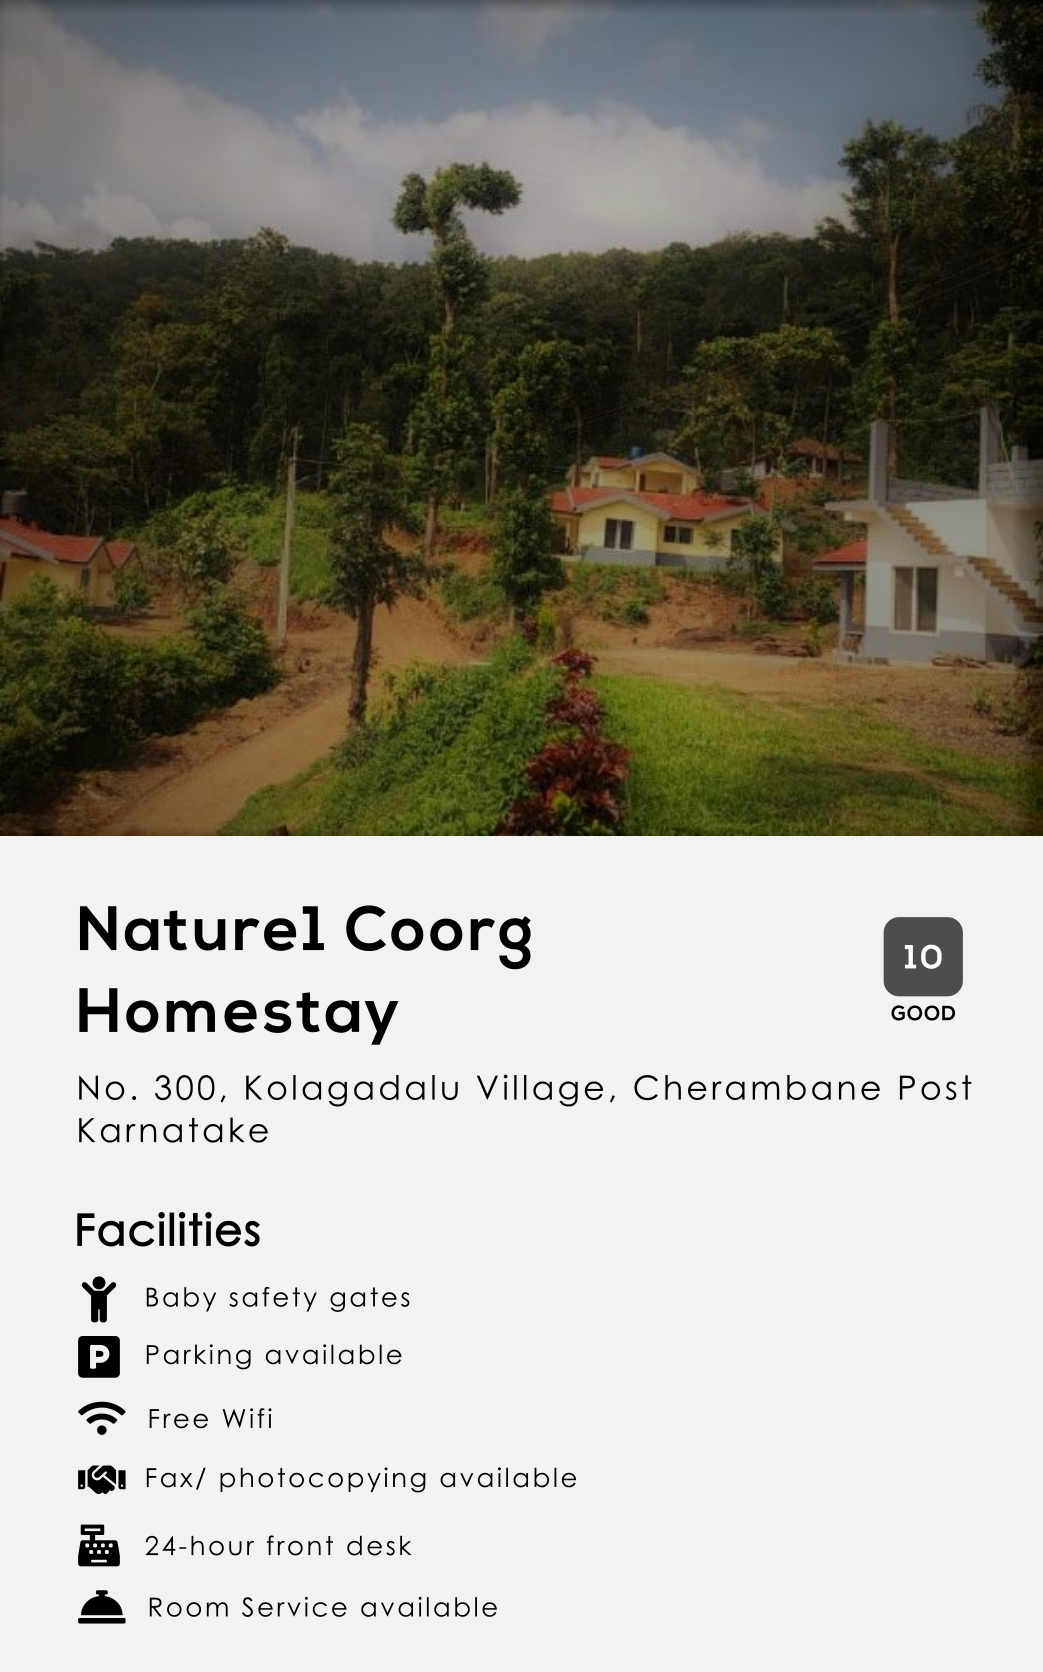 Nature1 Coorg
Homestay
10
GOOD
No. 300, Kolagadalu Village, Cherambane Post
Karnatake
Facilities
Baby safety gates
P
Parking available
Free Wifi
Fax/ photocopying available
24-hour front desk
Room Service available